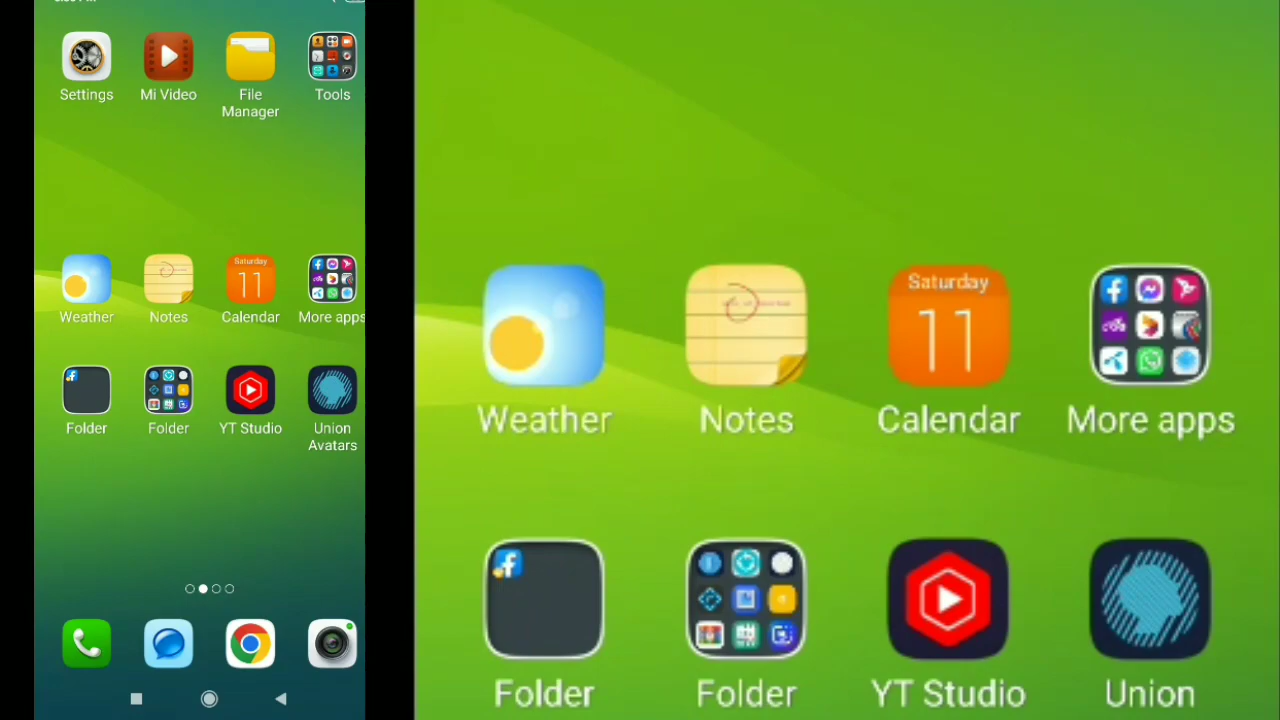 Settings
Mi Video
File
Manager
Tools
Saturday
11
Weather
Notes
Calendar
More apps
Folder
Folder
YT Studio
Union
Avatars
Saturday
11
Weather
Notes
Calendar
More apps
Folder
Folder
YT Studio
Union